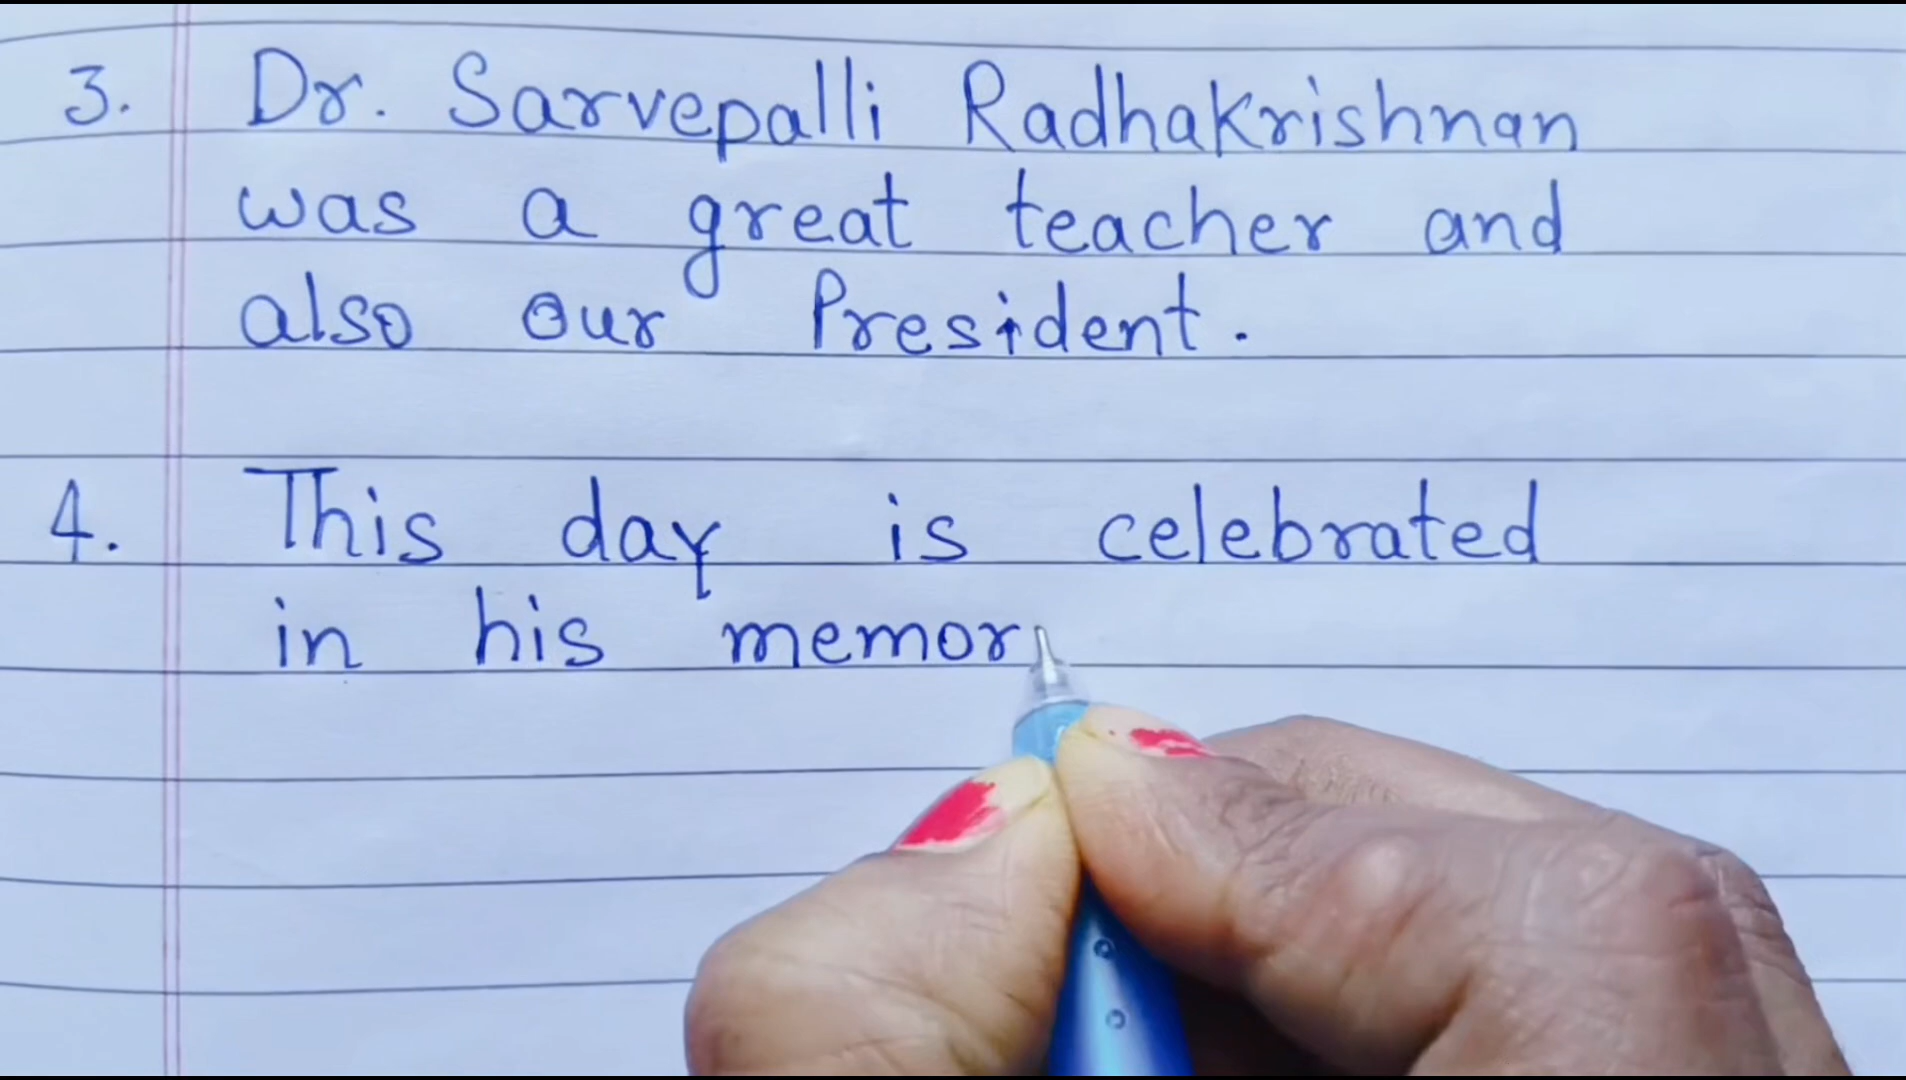 3. Dr. Sarvepalli Radhakrishnan
was a great teacher and
also our President.
4. This day is celebrated
in his memor